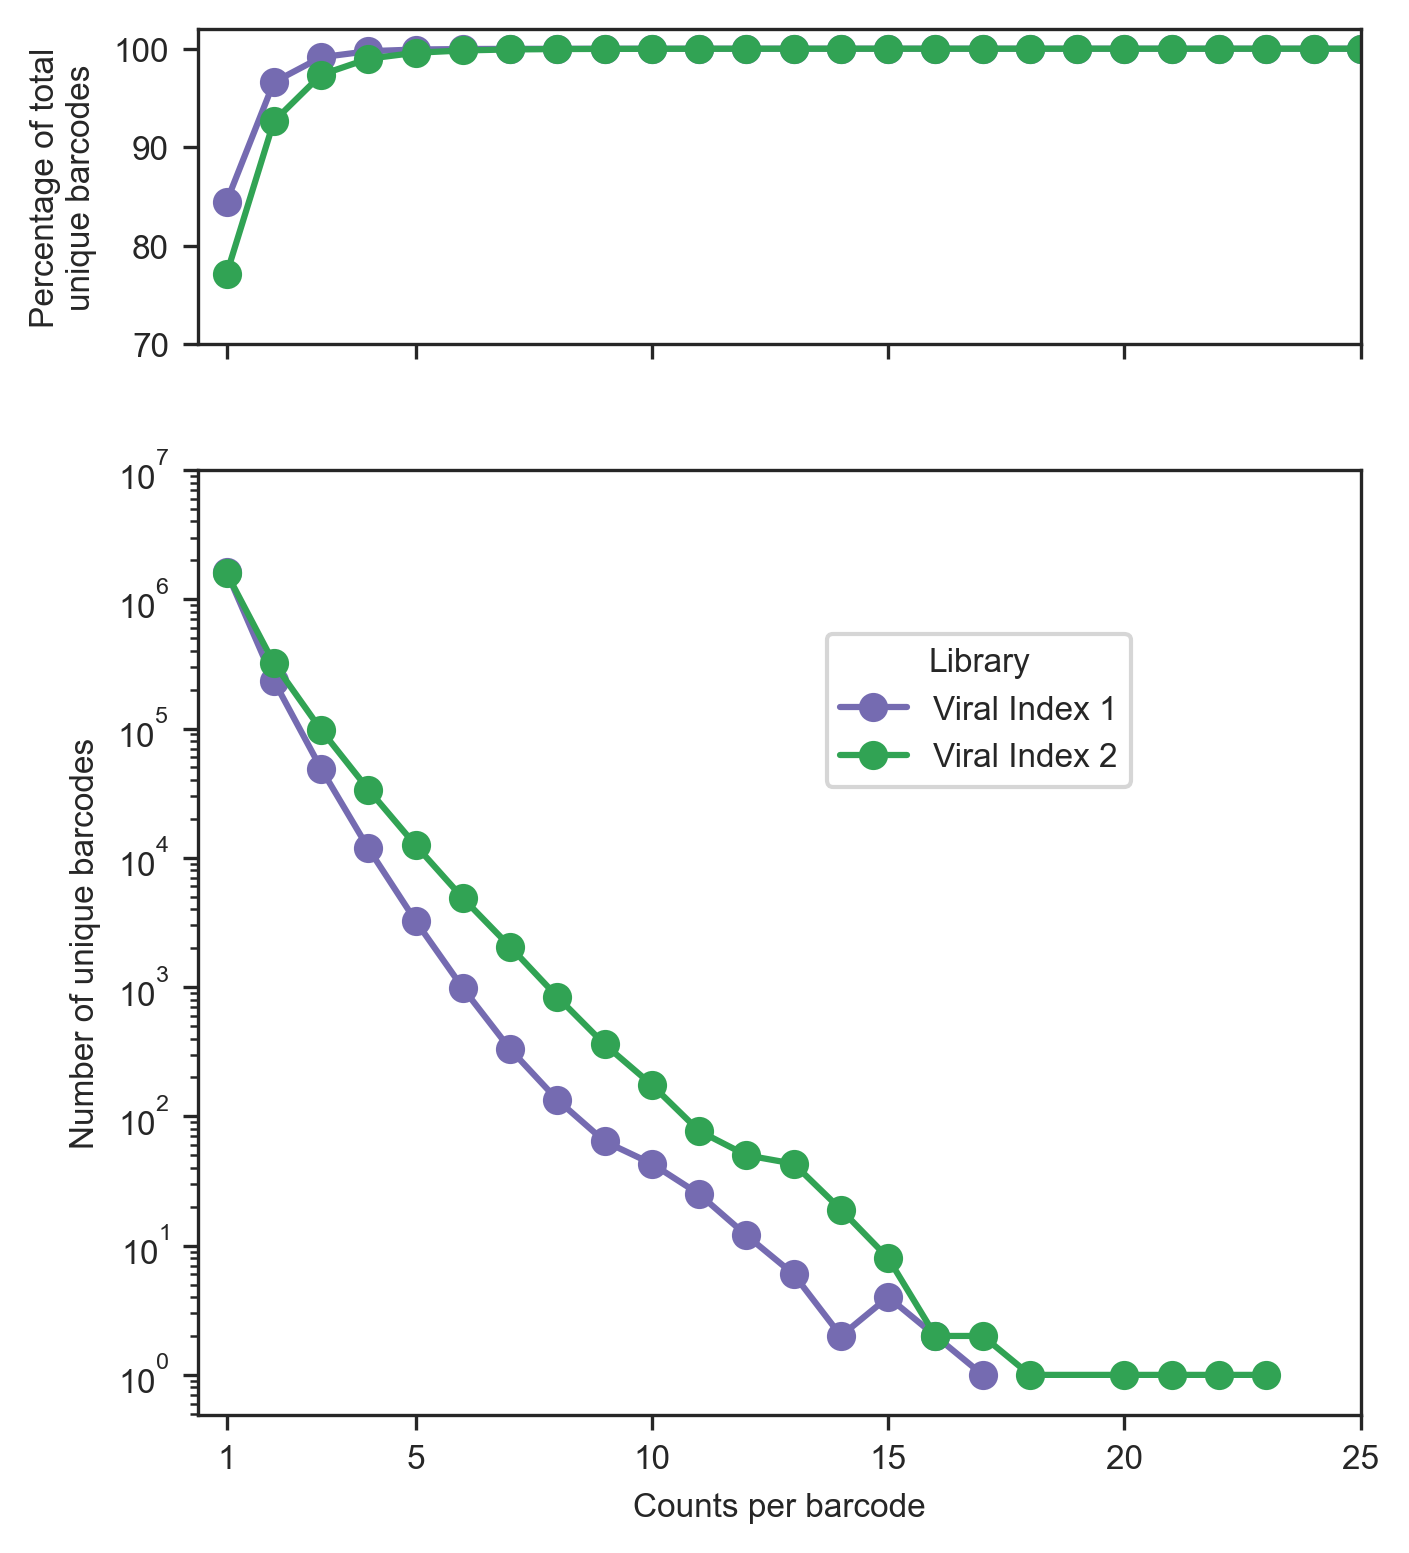 Percentage of total
unique barcodes
100
90
80
70
Number of unique barcodes
10^7
10^6
10^5
10^4
10^3
10^2
10^1
10^0
Library
Viral Index 1
Viral Index 2
1 5 10 15 20 25
Counts per barcode